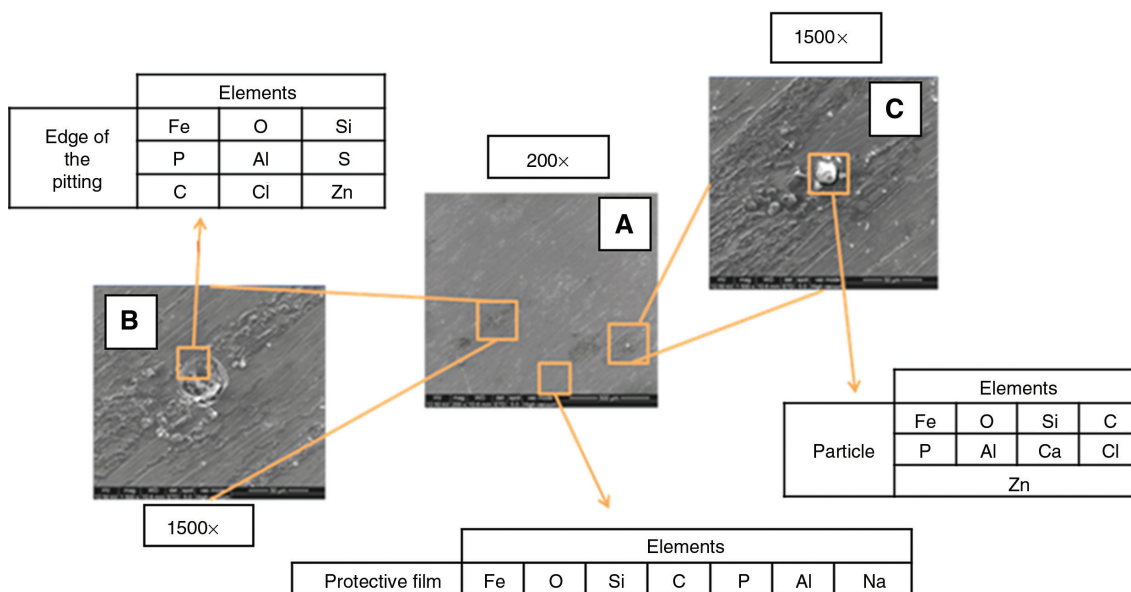 1500×
Elements
Edge of
the
pitting
Fe O Si
P Al S
C Cl Zn
200×
C
A
B
1500×
Elements
Particle
Fe O Si C
P Al Ca Cl
Zn
Elements
Protective film Fe O Si C P Al Na